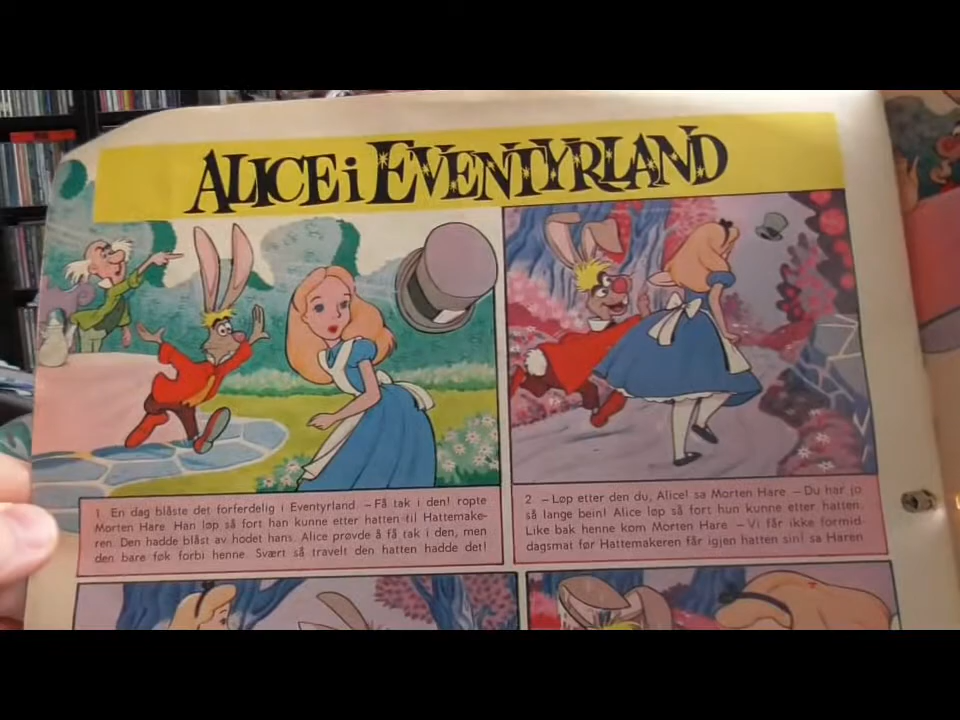 ALICE i EVENTYRLAND
1 En dag blåste det forferdelig i Eventyrland. – Få tak i den! ropte
Morten Hare. Han løp så fort han kunne etter hatten til Hattemake-
ren. Den hadde blåst av hodet hans. Alice prøvde å få tak i den, men
den bare føk forbi henne. Svært så travelt den hatten hadde det!
2 – Løp etter den du, Alice! sa Morten Hare – Du har jo
så lange bein! Alice løp så fort hun kunne etter hatten.
Like bak henne kom Morten Hare – Vi får ikke formid-
dagsmat før Hattemakeren får igjen hatten sin! sa Haren